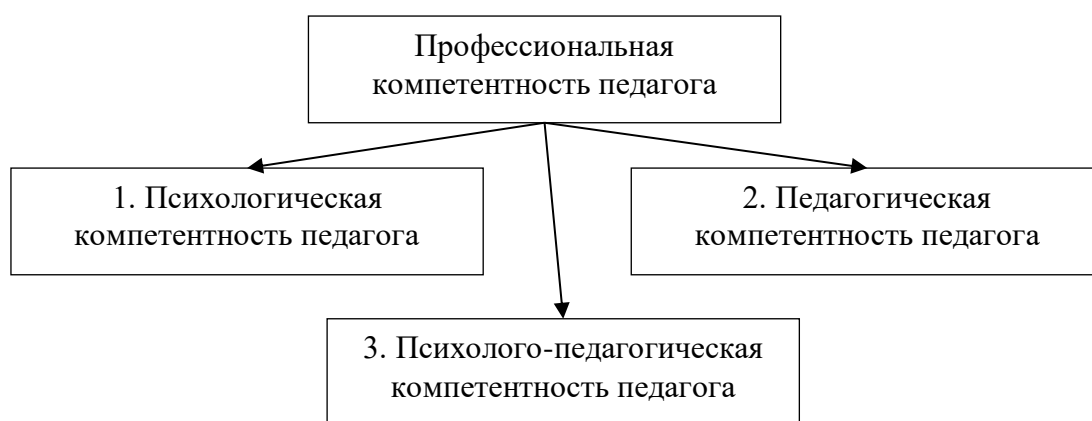 Профессиональная
компетентность педагога
1. Психологическая
компетентность педагога
2. Педагогическая
компетентность педагога
3. Психолого-педагогическая
компетентность педагога